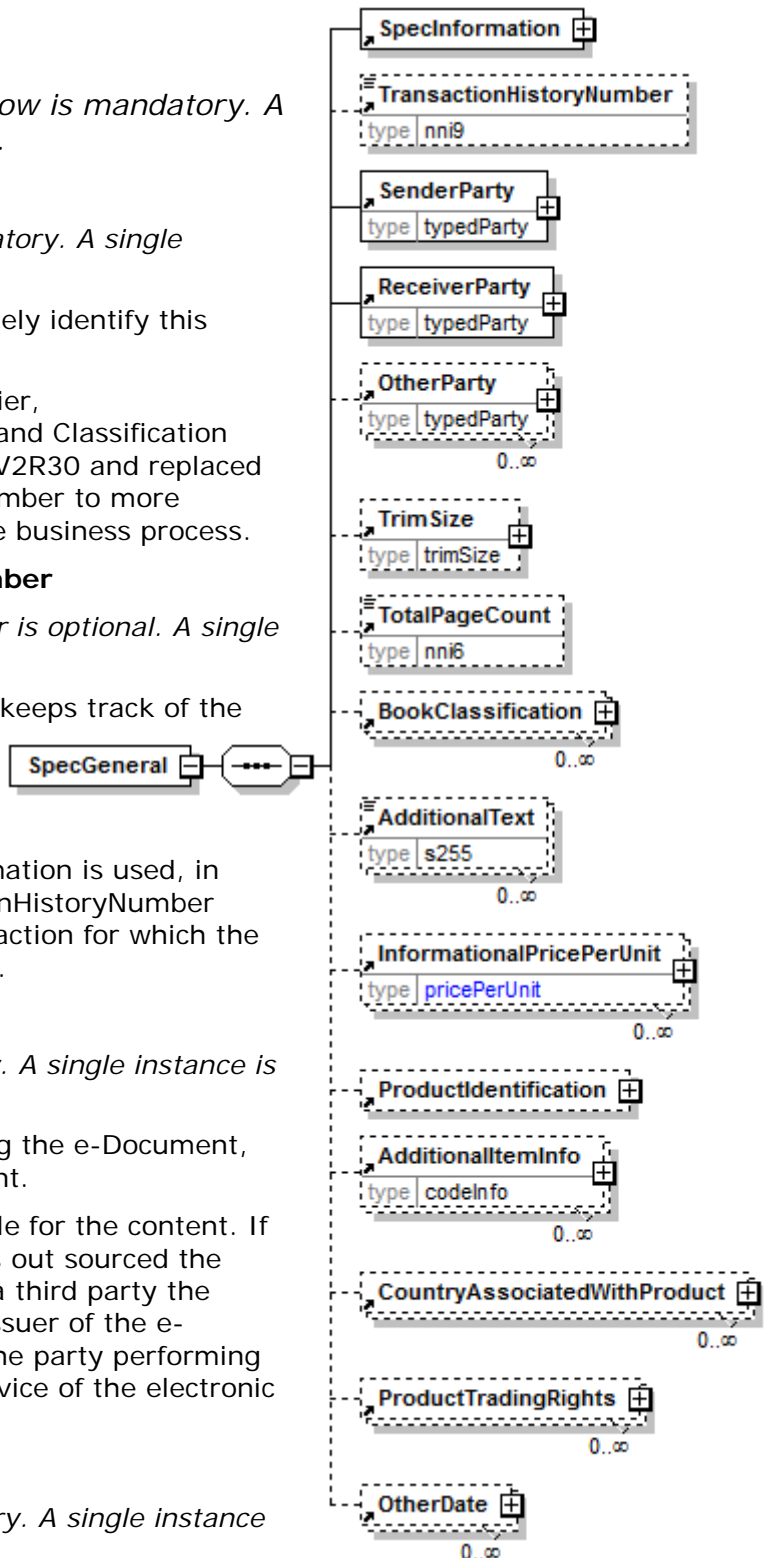 ow is mandatory. A
.
atory. A single
ely identify this
ier,
and Classification
V2R30 and replaced
mber to more
e business process.
nber
r is optional. A single
keeps track of the
nation is used, in
nHistoryNumber
action for which the
.
. A single instance is
g the e-Document,
nt.
le for the content. If
s out sourced the
a third party the
ssuer of the e-
he party performing
vice of the electronic
ry. A single instance
SpecGeneral
SpecInformation
TransactionHistoryNumber
type nni9
SenderParty
type typedParty
ReceiverParty
type typedParty
OtherParty
type typedParty
0..∞
TrimSize
type trimSize
TotalPageCount
type nni6
BookClassification
0..∞
AdditionalText
type s255
0..∞
InformationalPricePerUnit
type pricePerUnit
0..∞
ProductIdentification
AdditionalItemInfo
type codeInfo
0..∞
CountryAssociatedWithProduct
0..∞
ProductTradingRights
0..∞
OtherDate
0..∞